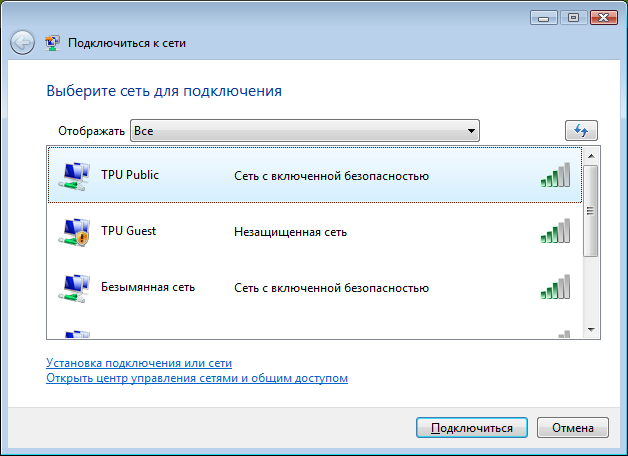 Подключиться к сети
Выберите сеть для подключения
Отображать Все
TPU Public Сеть с включенной безопасностью
TPU Guest Незащищенная сеть
Безымянная сеть Сеть с включенной безопасностью
Установка подключения или сети
Открыть центр управления сетями и общим доступом
Подключиться Отмена